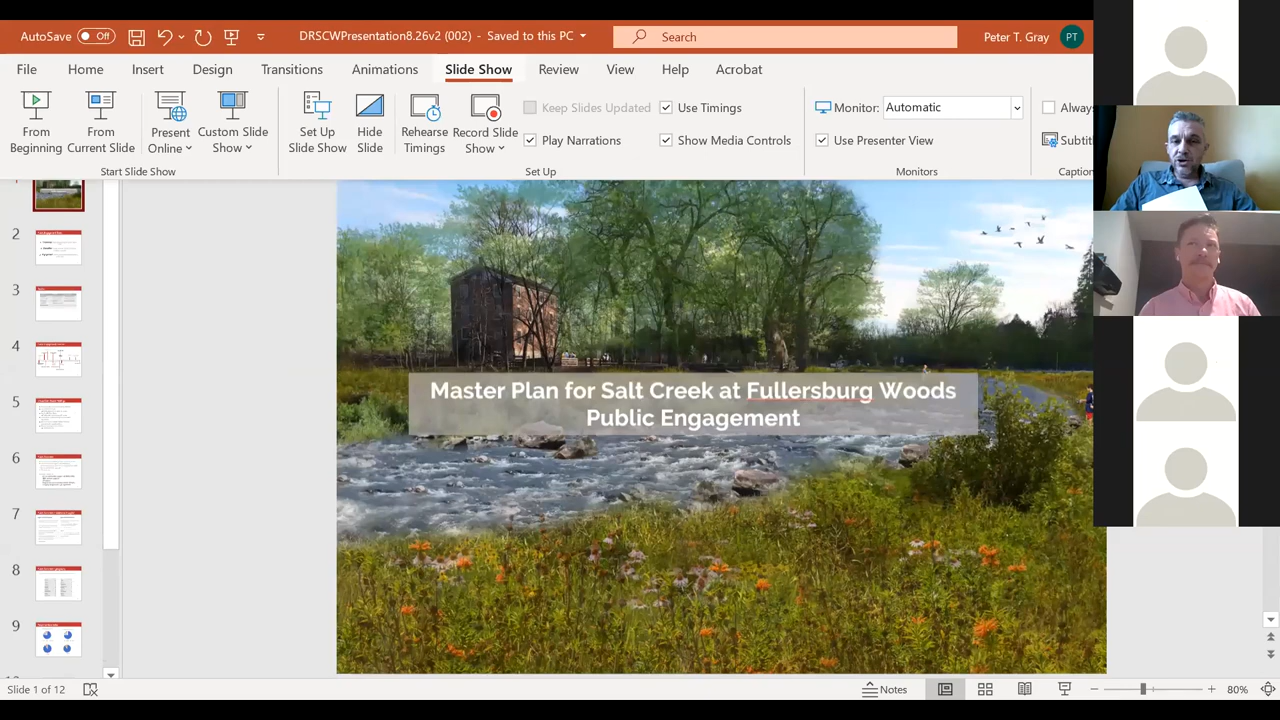 AutoSave Off DRSCWPresentation8.26v2 (002) - Saved to this PC Search Peter T. Gray PT
File Home Insert Design Transitions Animations Slide Show Review View Help Acrobat
From Beginning
From Current Slide
Present Online
Custom Slide Show
Start Slide Show
Set Up Slide Show
Hide Slide
Rehearse Timings
Record Slide Show
Keep Slides Updated
Use Timings
Play Narrations
Show Media Controls
Set Up
Monitor: Automatic
Use Presenter View
Monitors
Always
Subtit
Caption
2
3
4
5
6
7
8
9
Master Plan for Salt Creek at Fullersburg Woods
Public Engagement
Slide 1 of 12 Notes 80%